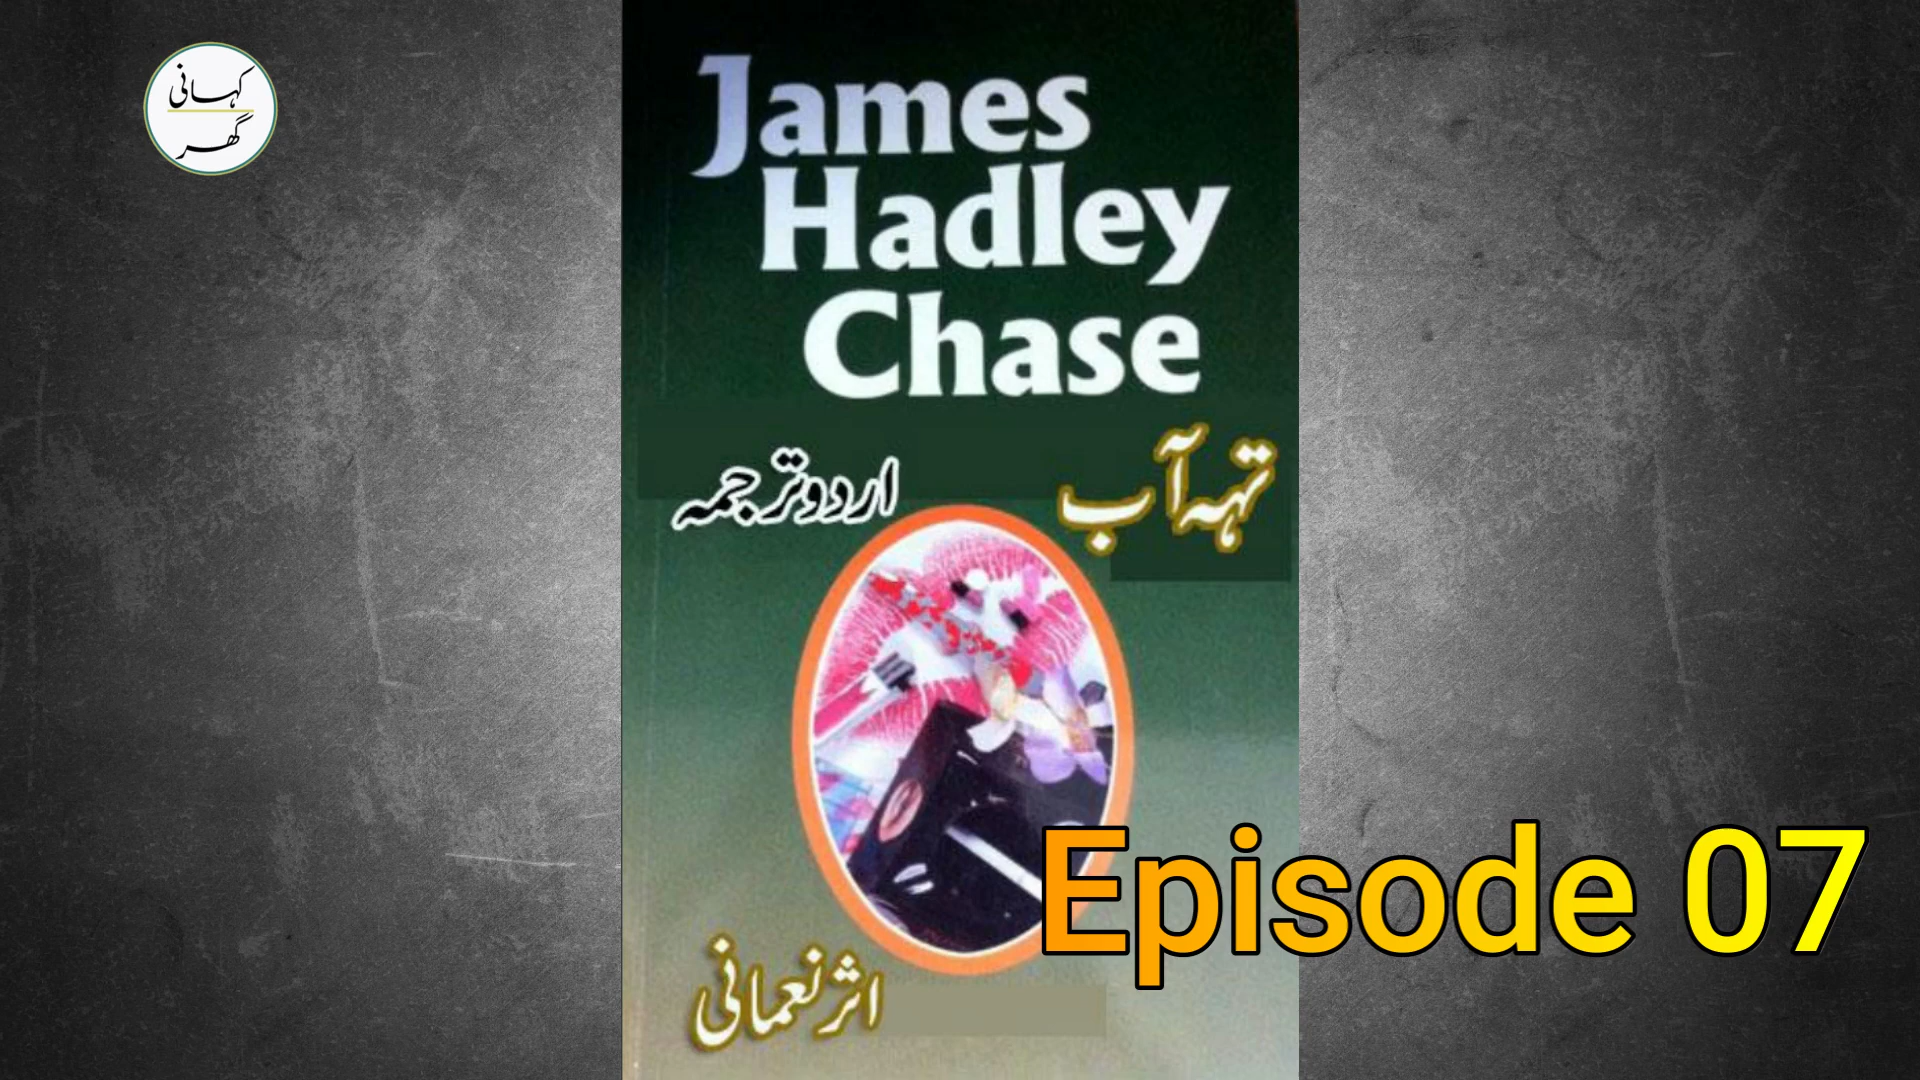 کہانی
گھر
James
Hadley
Chase
تہہ آب
اردو ترجمہ
اثر نعمانی
Episode 07